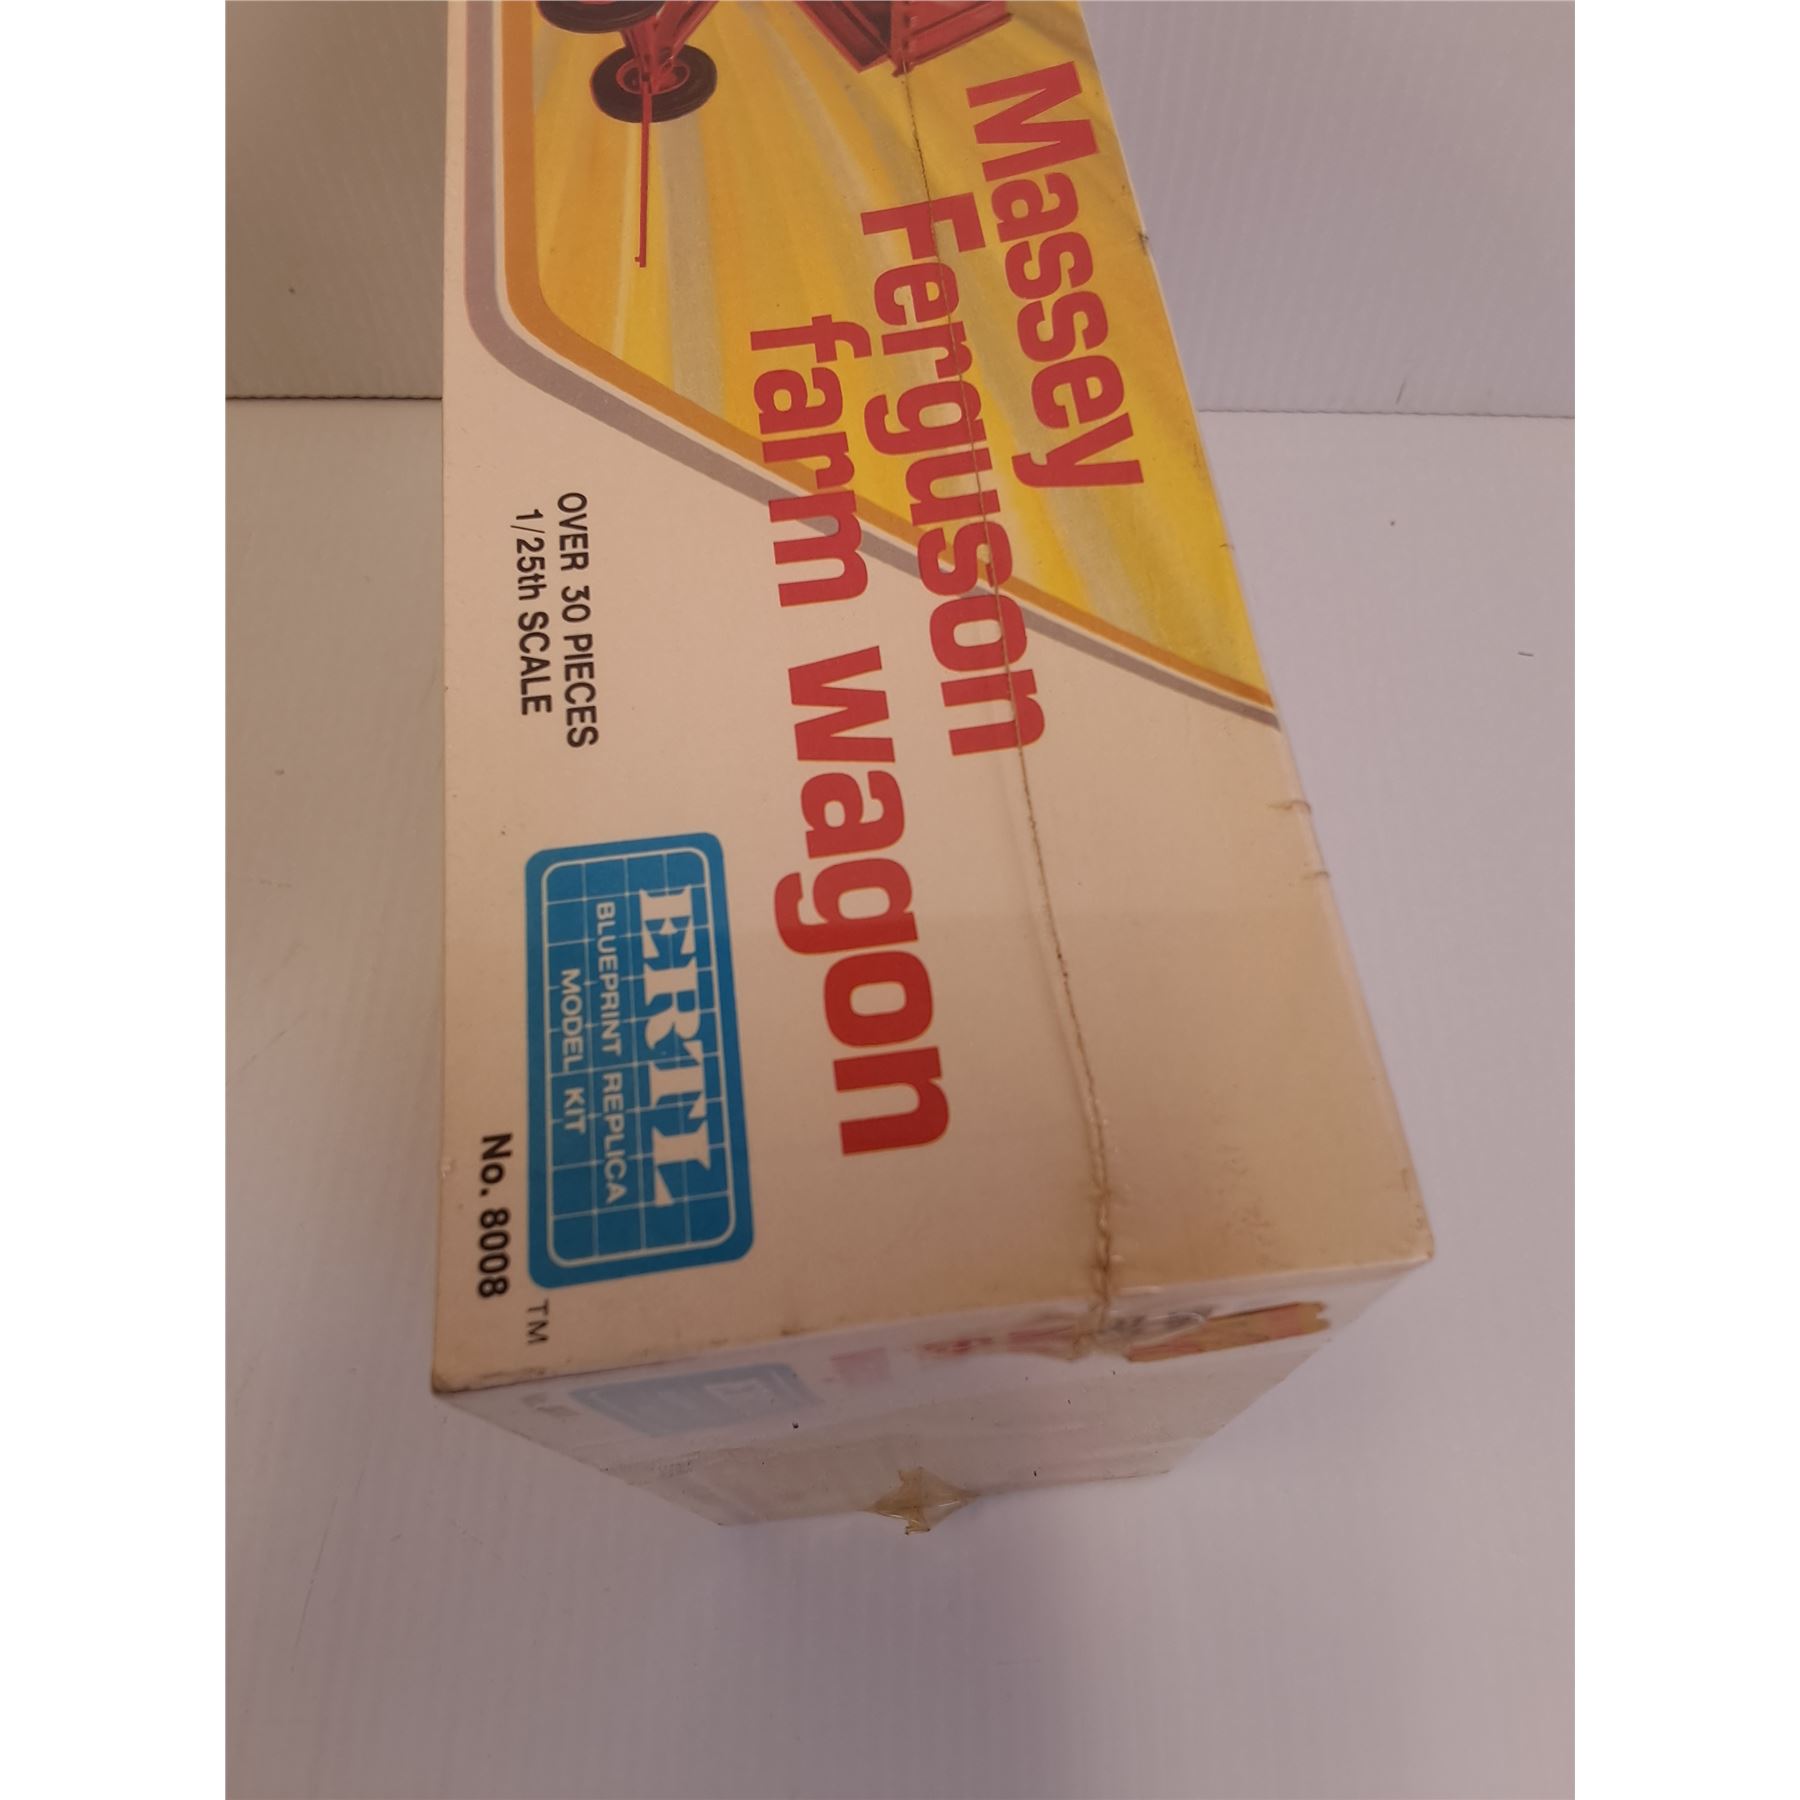 Massey
Ferguson
farm wagon
OVER 30 PIECES
1/25th SCALE
ERTL
BLUEPRINT REPLICA
MODEL KIT
TM
No. 8008